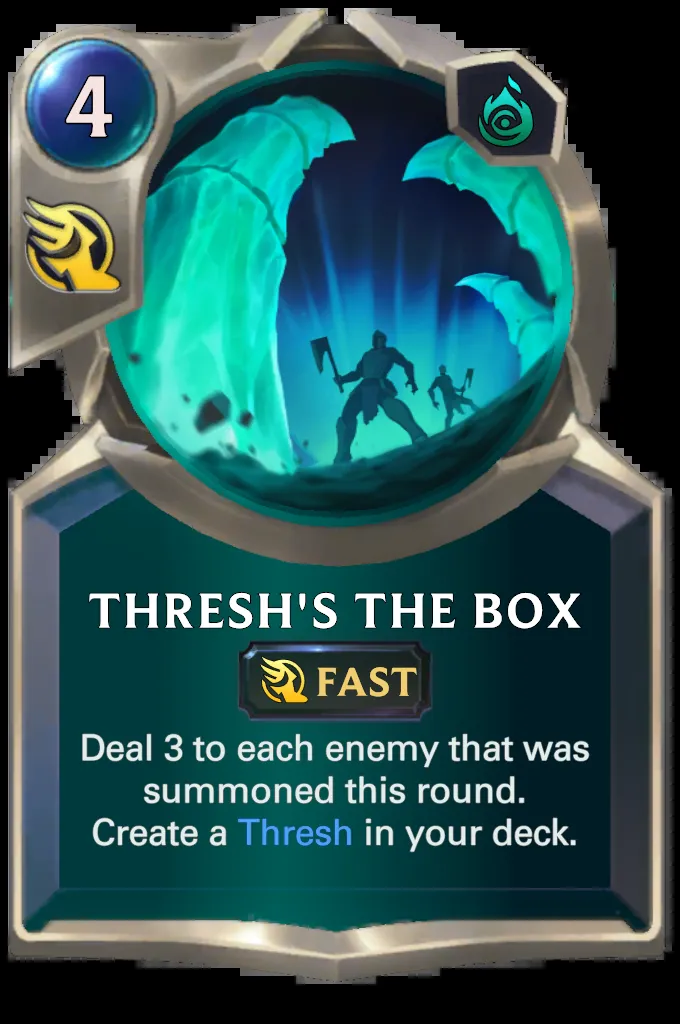 4
THRESH'S THE BOX
FAST
Deal 3 to each enemy that was
summoned this round.
Create a Thresh in your deck.